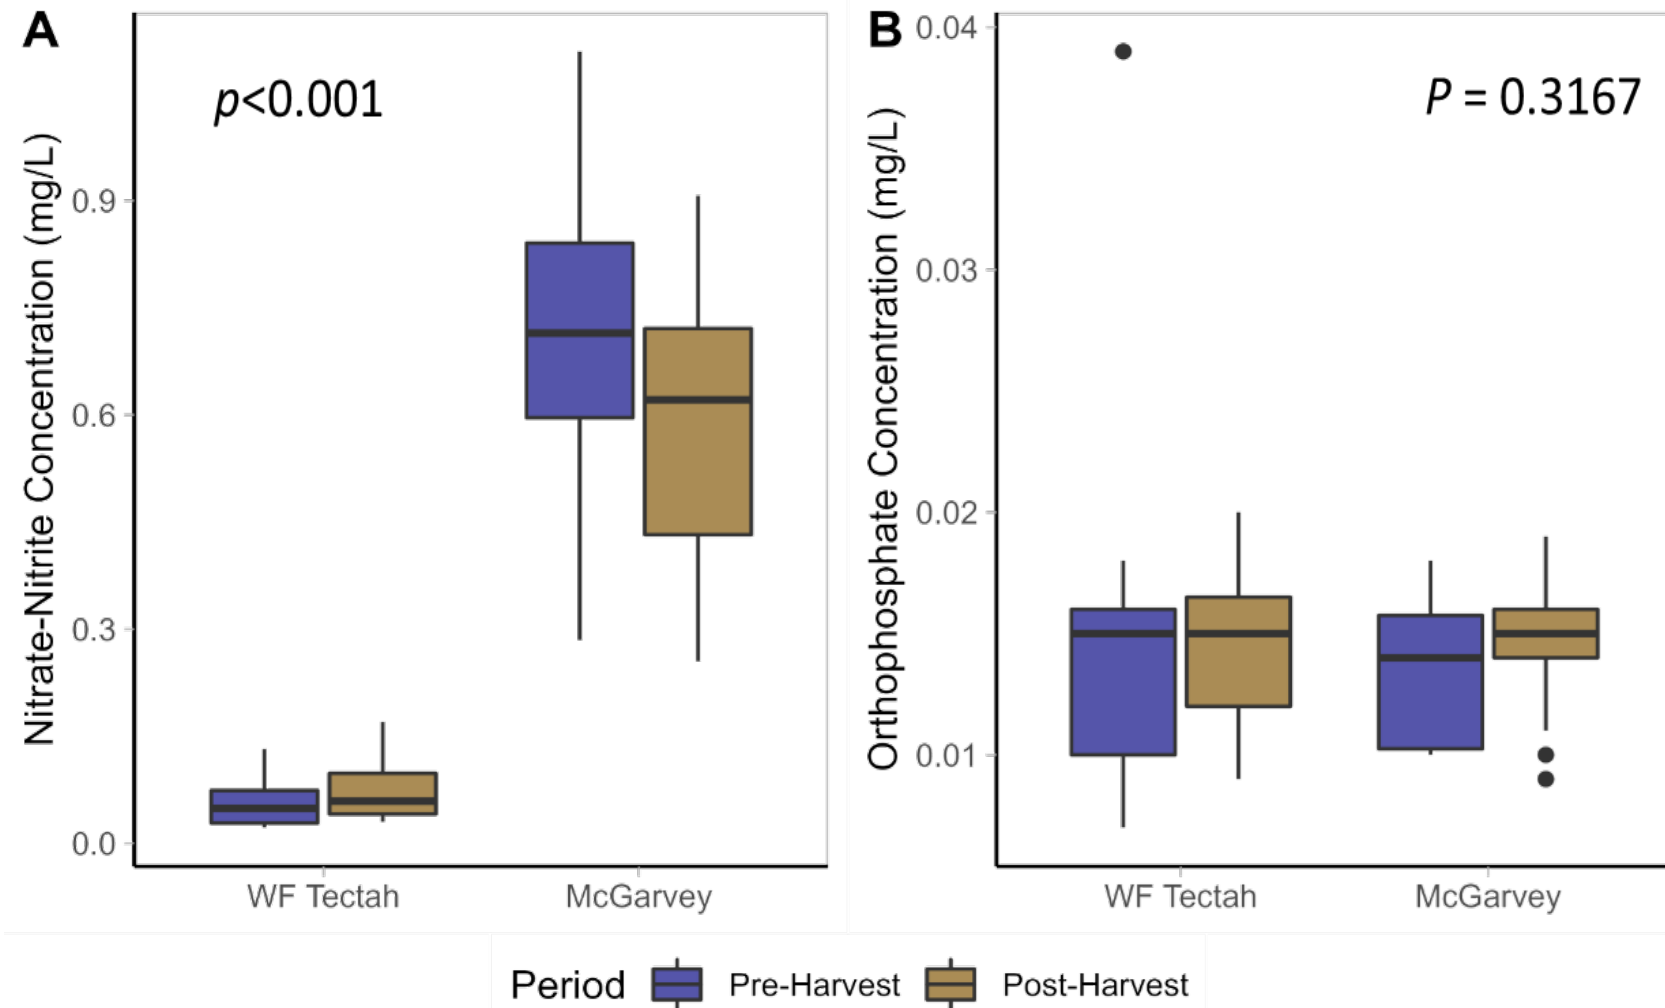 A
p<0.001
Nitrate-Nitrite Concentration (mg/L)
0.9
0.6
0.3
0.0
WF Tectah
McGarvey
B
P = 0.3167
Orthophosphate Concentration (mg/L)
0.04
0.03
0.02
0.01
WF Tectah
McGarvey
Period Pre-Harvest Post-Harvest